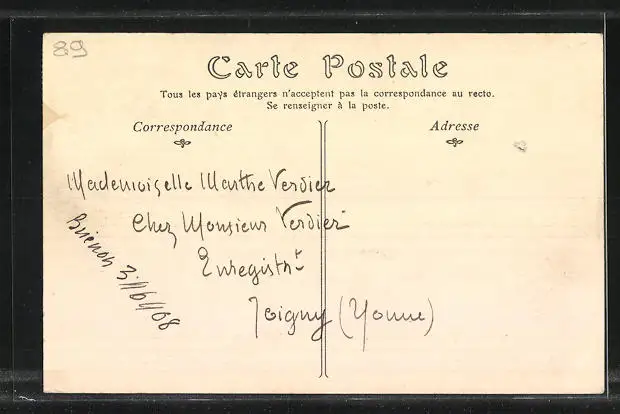 89
Carte Postale
Tous les pays étrangers n'acceptent pas la correspondance au recto.
Se renseigner à la poste.
Correspondance
Adresse
Mademoiselle Marthe Verdier
Chez Monsieur Verdier
Enregistrt
Joigny (Yonne)
Brienon 3/6/08